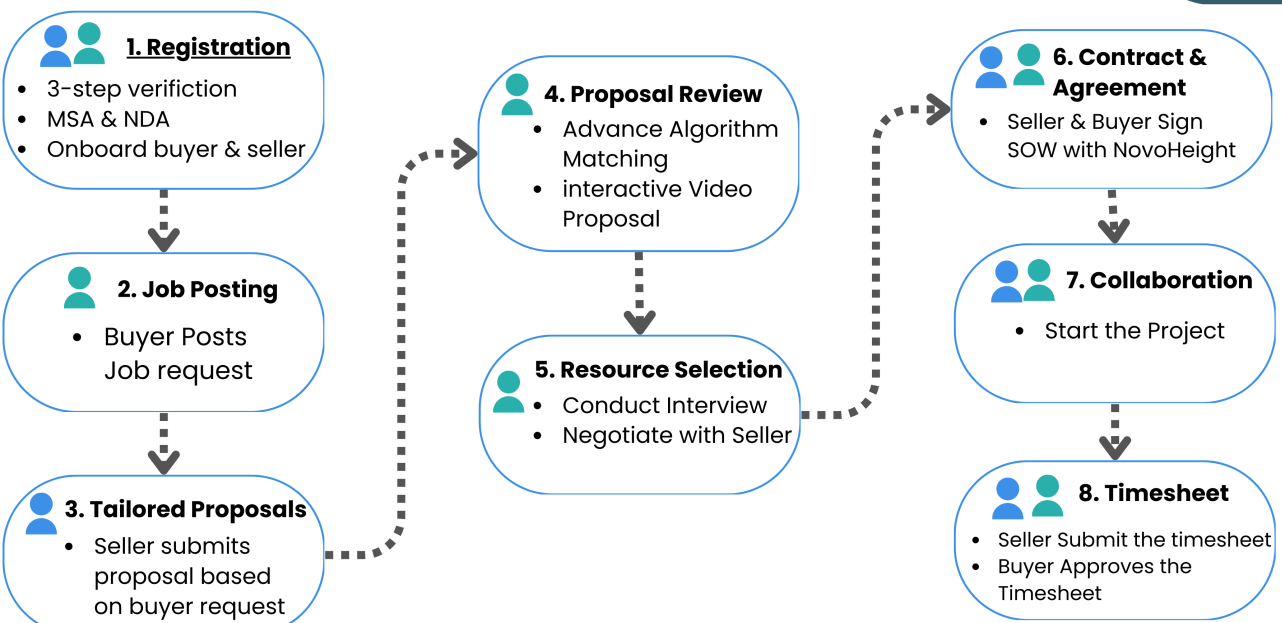 1. Registration
• 3-step verifiction
• MSA & NDA
• Onboard buyer & seller
2. Job Posting
• Buyer Posts
Job request
3. Tailored Proposals
• Seller submits
proposal based
on buyer request
4. Proposal Review
• Advance Algorithm
Matching
• interactive Video
Proposal
5. Resource Selection
• Conduct Interview
• Negotiate with Seller
6. Contract &
Agreement
• Seller & Buyer Sign
SOW with NovoHeight
7. Collaboration
• Start the Project
8. Timesheet
• Seller Submit the timesheet
• Buyer Approves the
Timesheet